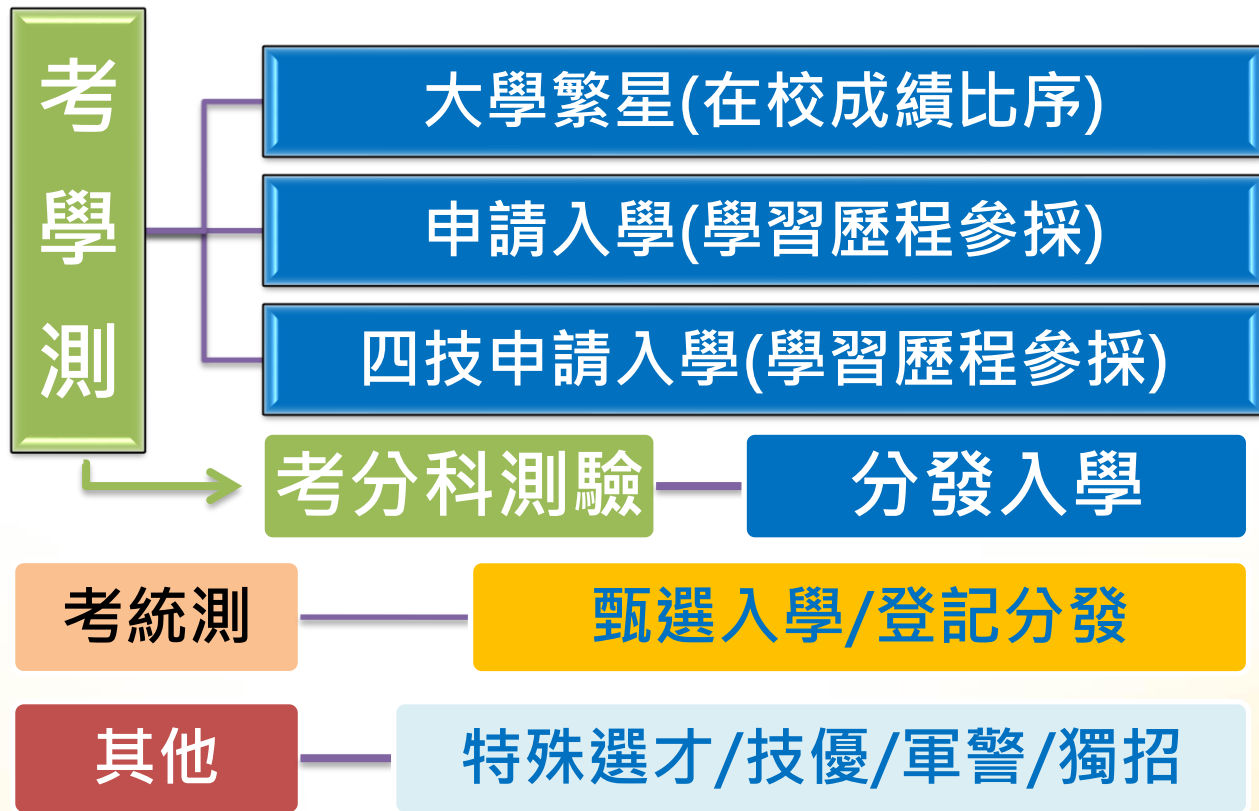 考學測
大學繁星(在校成績比序)
申請入學(學習歷程參採)
四技申請入學(學習歷程參採)
考分科測驗
分發入學
考統測
甄選入學/登記分發
其他
特殊選才/技優/軍警/獨招